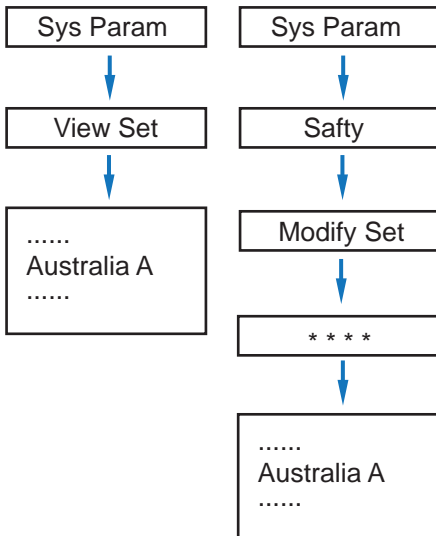 Sys Param
View Set
......
Australia A
......
Sys Param
Safty
Modify Set
* * * *
......
Australia A
......